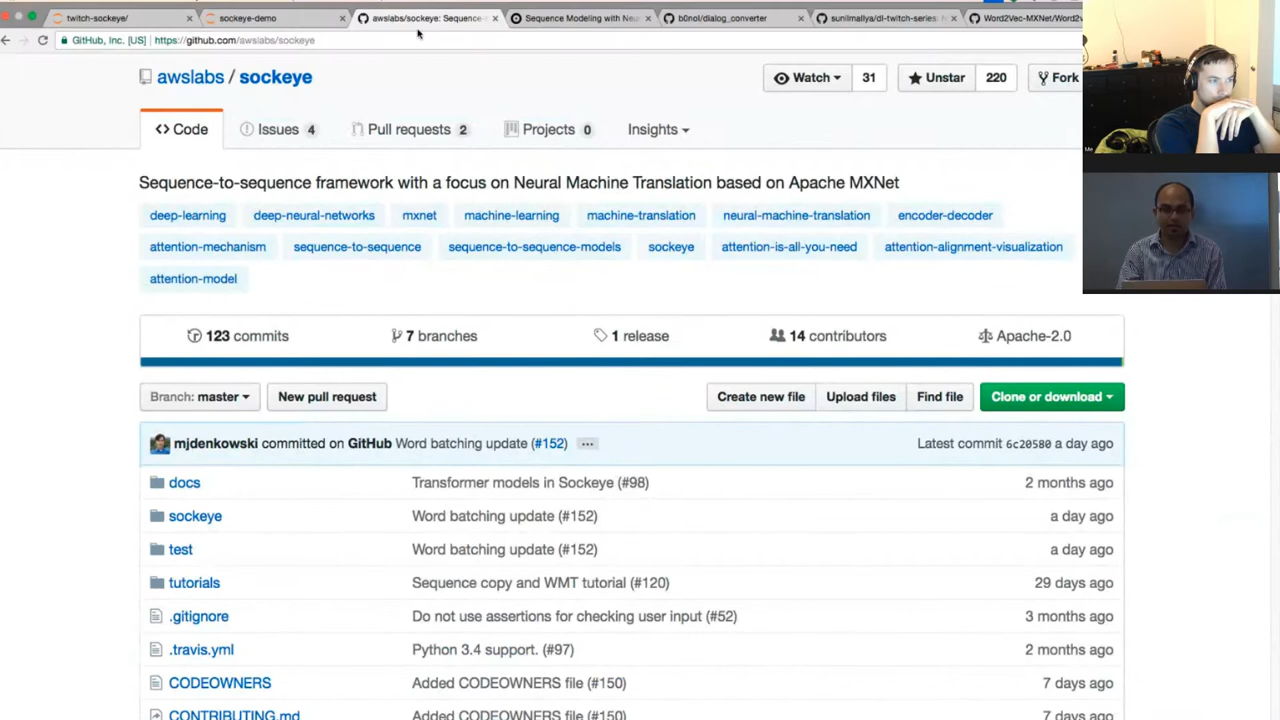 twitch-sockeye/
sockeye-demo
awslabs/sockeye: Sequence-
Sequence Modeling with Neu
b0nol/dialog_converter
sunilmallya/dl-twitch-series:
Word2Vec-MXNet/Word2
GitHub, Inc. [US]
https://github.com/awslabs/sockeye
awslabs / sockeye
Watch 31
Unstar 220
Fork
Code
Issues 4
Pull requests 2
Projects 0
Insights
Sequence-to-sequence framework with a focus on Neural Machine Translation based on Apache MXNet
deep-learning deep-neural-networks mxnet machine-learning machine-translation neural-machine-translation encoder-decoder
attention-mechanism sequence-to-sequence sequence-to-sequence-models sockeye attention-is-all-you-need attention-alignment-visualization
attention-model
123 commits 7 branches 1 release 14 contributors Apache-2.0
Branch: master New pull request Create new file Upload files Find file Clone or download
mjdenkowski committed on GitHub Word batching update (#152) ... Latest commit 6c20580 a day ago
docs Transformer models in Sockeye (#98) 2 months ago
sockeye Word batching update (#152) a day ago
test Word batching update (#152) a day ago
tutorials Sequence copy and WMT tutorial (#120) 29 days ago
.gitignore Do not use assertions for checking user input (#52) 3 months ago
.travis.yml Python 3.4 support. (#97) 2 months ago
CODEOWNERS Added CODEOWNERS file (#150) 7 days ago
CONTRIBUTING.md Added CODEOWNERS file (#150) 7 days ago
Me